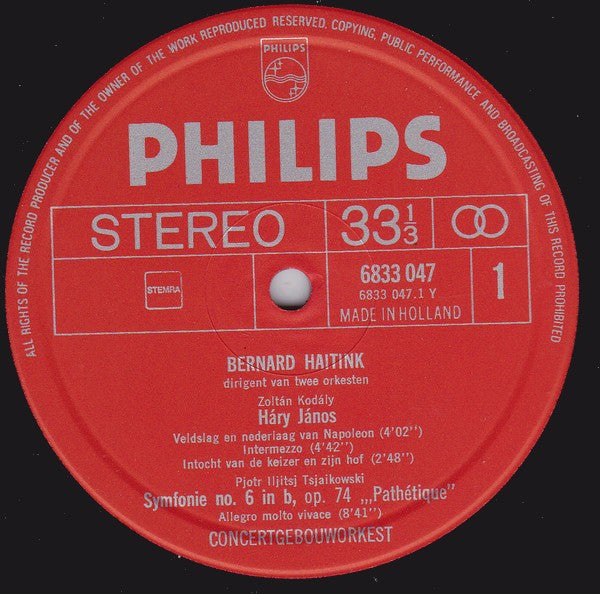 ALL RIGHTS OF THE RECORD PRODUCER AND OF THE OWNER OF THE WORK REPRODUCED RESERVED. COPYING, PUBLIC PERFORMANCE AND BROADCASTING OF THIS RECORD PROHIBITED
PHILIPS
PHILIPS
STEREO 33 1/3
STEMRA
6833 047
6833 047.1 Y
MADE IN HOLLAND
1
BERNARD HAITINK
dirigent van twee orkesten
Zoltán Kodály
Háry János
Veldslag en nederlaag van Napoleon (4'02'')
Intermezzo (4'42'')
Intocht van de keizer en zijn hof (2'48'')
Pjotr Iljitsj Tsjaikowski
Symfonie no. 6 in b, op. 74 ,,,Pathétique''
Allegro molto vivace (8'41'')
CONCERTGEBOUWORKEST